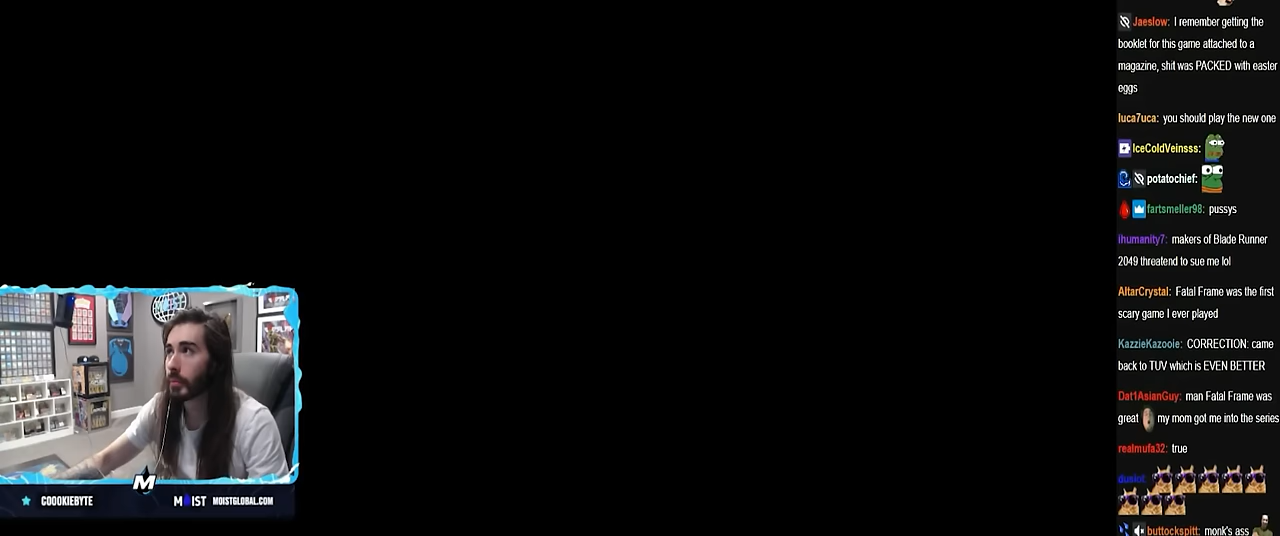 Jaeslow: I remember getting the
booklet for this game attached to a
magazine, shit was PACKED with easter
eggs
luca7uca: you should play the new one
IceColdVeinsss:
potatochief:
fartsmeller98: pussys
ihumanity7: makers of Blade Runner
2049 threatend to sue me lol
AltarCrystal: Fatal Frame was the first
scary game I ever played
KazzieKazooie: CORRECTION: came
back to TUV which is EVEN BETTER
Dat1AsianGuy: man Fatal Frame was
great my mom got me into the series
realmufa32: true
buttockspitt: monk's ass
M
COOOKIEBYTE
MOIST MOISTGLOBAL.COM